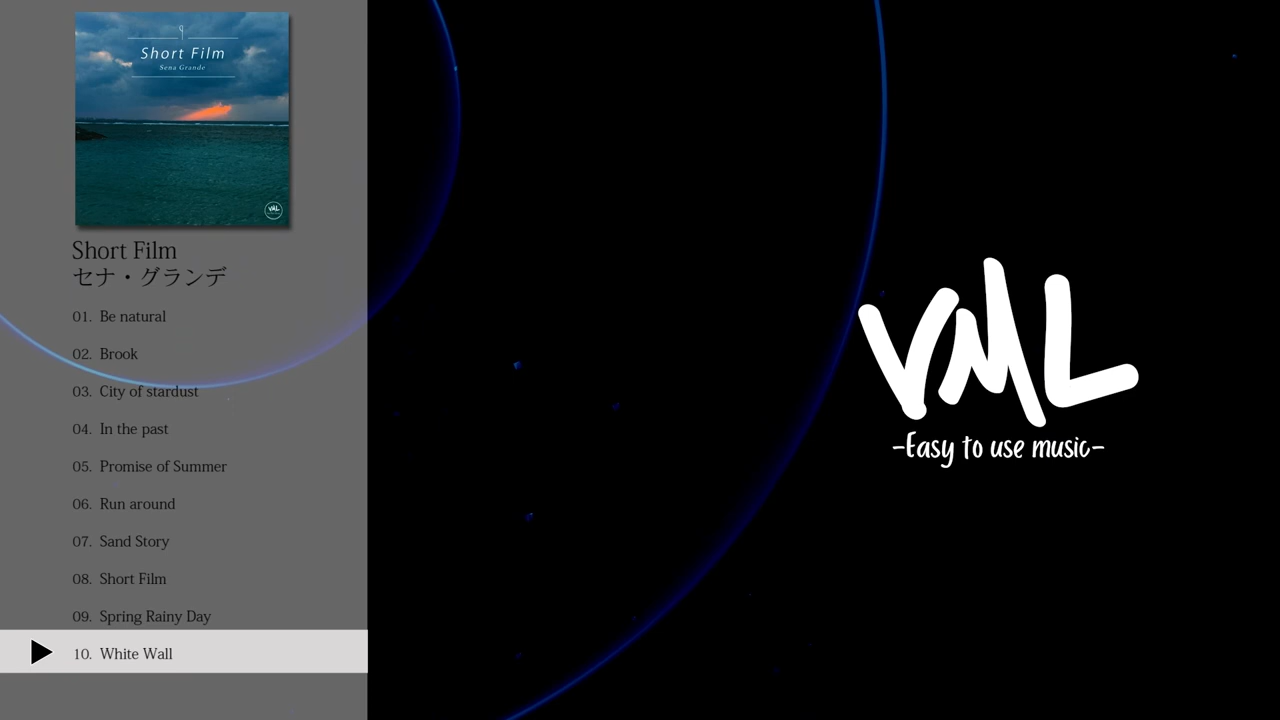 Short Film
Sena Grande
VML
Short Film
セナ・グランデ
01. Be natural
02. Brook
03. City of stardust
04. In the past
05. Promise of Summer
06. Run around
07. Sand Story
08. Short Film
09. Spring Rainy Day
10. White Wall
VML
-Easy to use music-